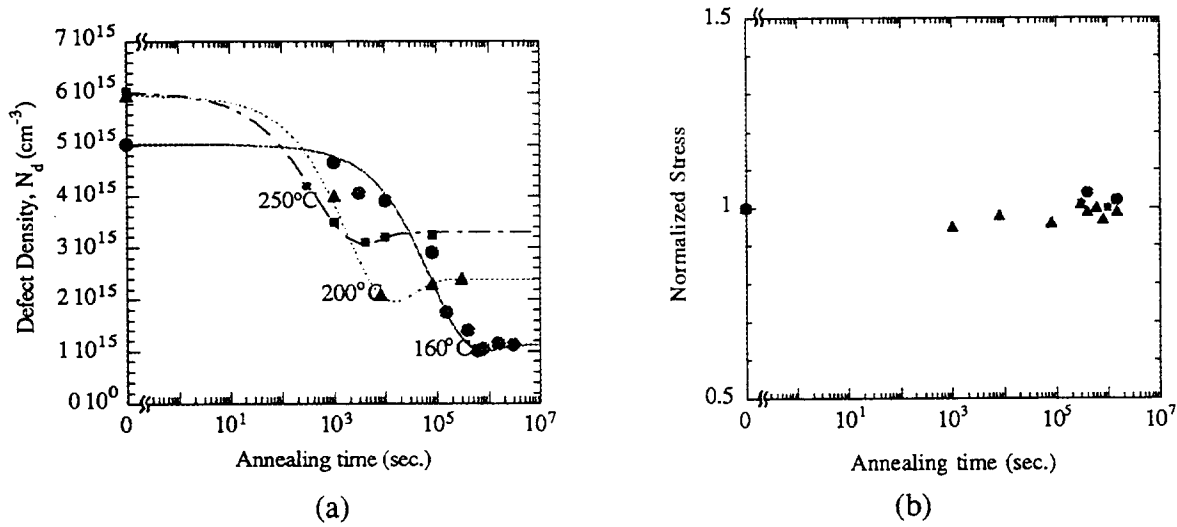 7 10^15
6 10^15
5 10^15
4 10^15
3 10^15
2 10^15
1 10^15
0 10^0
Defect Density, N_d (cm^-3)
250°C
200°C
160°C
0 10^1 10^3 10^5 10^7
Annealing time (sec.)
(a)
1.5
1
0.5
Normalized Stress
0 10^1 10^3 10^5 10^7
Annealing time (sec.)
(b)